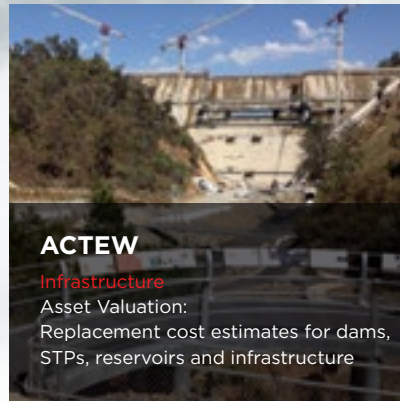 ACTEW
Infrastructure
Asset Valuation:
Replacement cost estimates for dams,
STPs, reservoirs and infrastructure